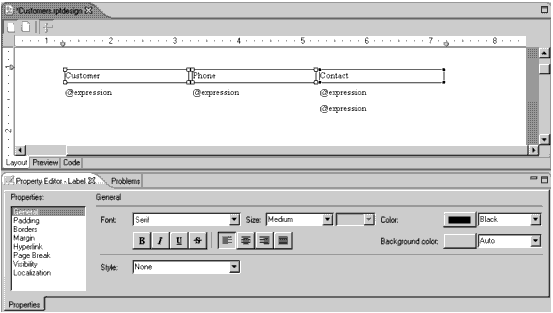 *Customers.rptdesign
1 2 3 4 5 6 7 8
Customer Phone Contact
@expression @expression @expression
@expression
2
Layout Preview Code
Property Editor - Label Problems
Properties: General
General
Padding
Borders
Margin
Hyperlink
Page Break
Visibility
Localization
Font: Serif Size: Medium Color: Black
B I U S Background color: Auto
Style: None
Properties